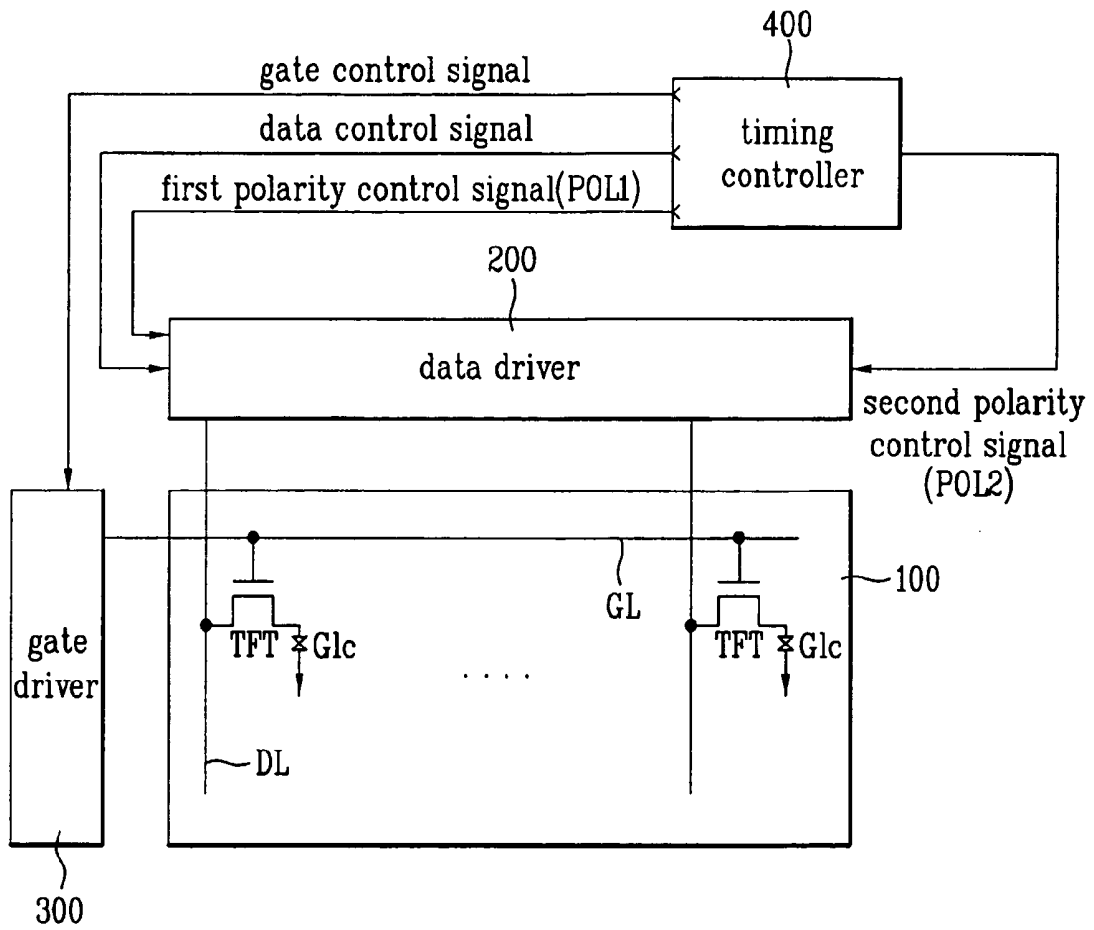 400
gate control signal
data control signal
first polarity control signal(POL1)
timing
controller
200
data driver
second polarity
control signal
(POL2)
100
GL
TFT
Glc
TFT
Glc
gate
driver
. . . .
DL
300